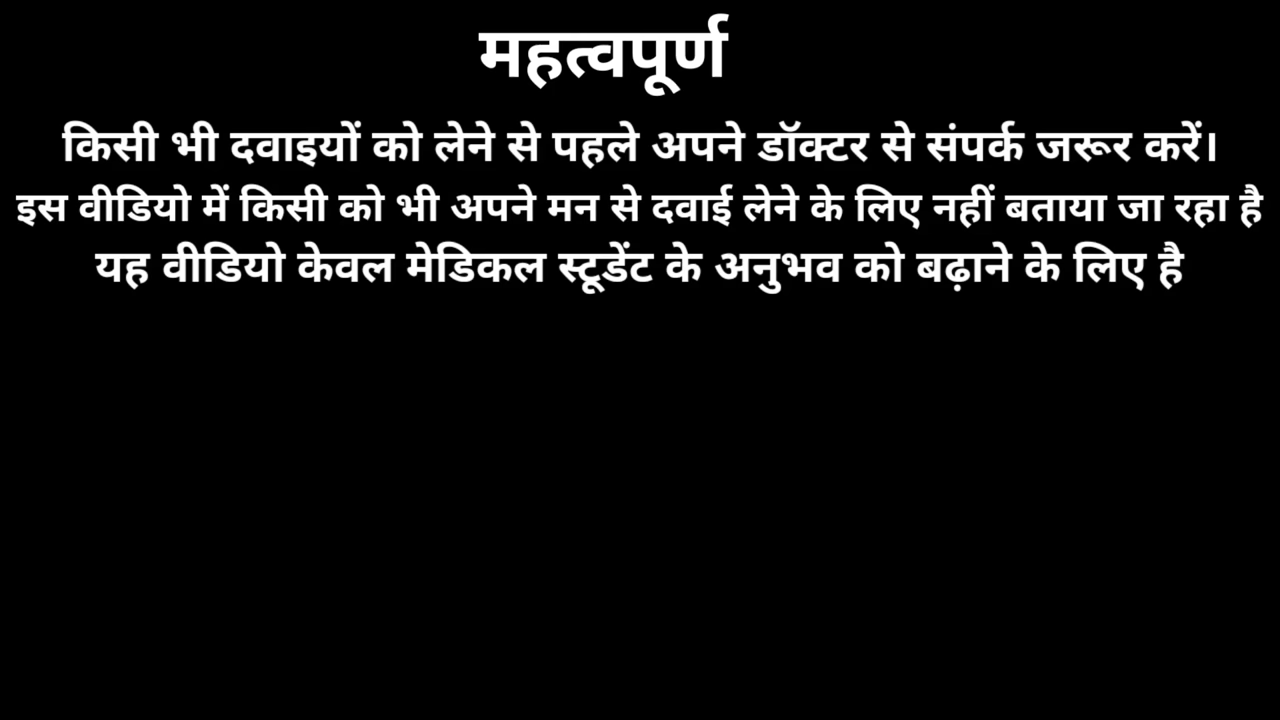 महत्वपूर्ण
किसी भी दवाइयों को लेने से पहले अपने डॉक्टर से संपर्क जरूर करें।
इस वीडियो में किसी को भी अपने मन से दवाई लेने के लिए नहीं बताया जा रहा है
यह वीडियो केवल मेडिकल स्टूडेंट के अनुभव को बढ़ाने के लिए है